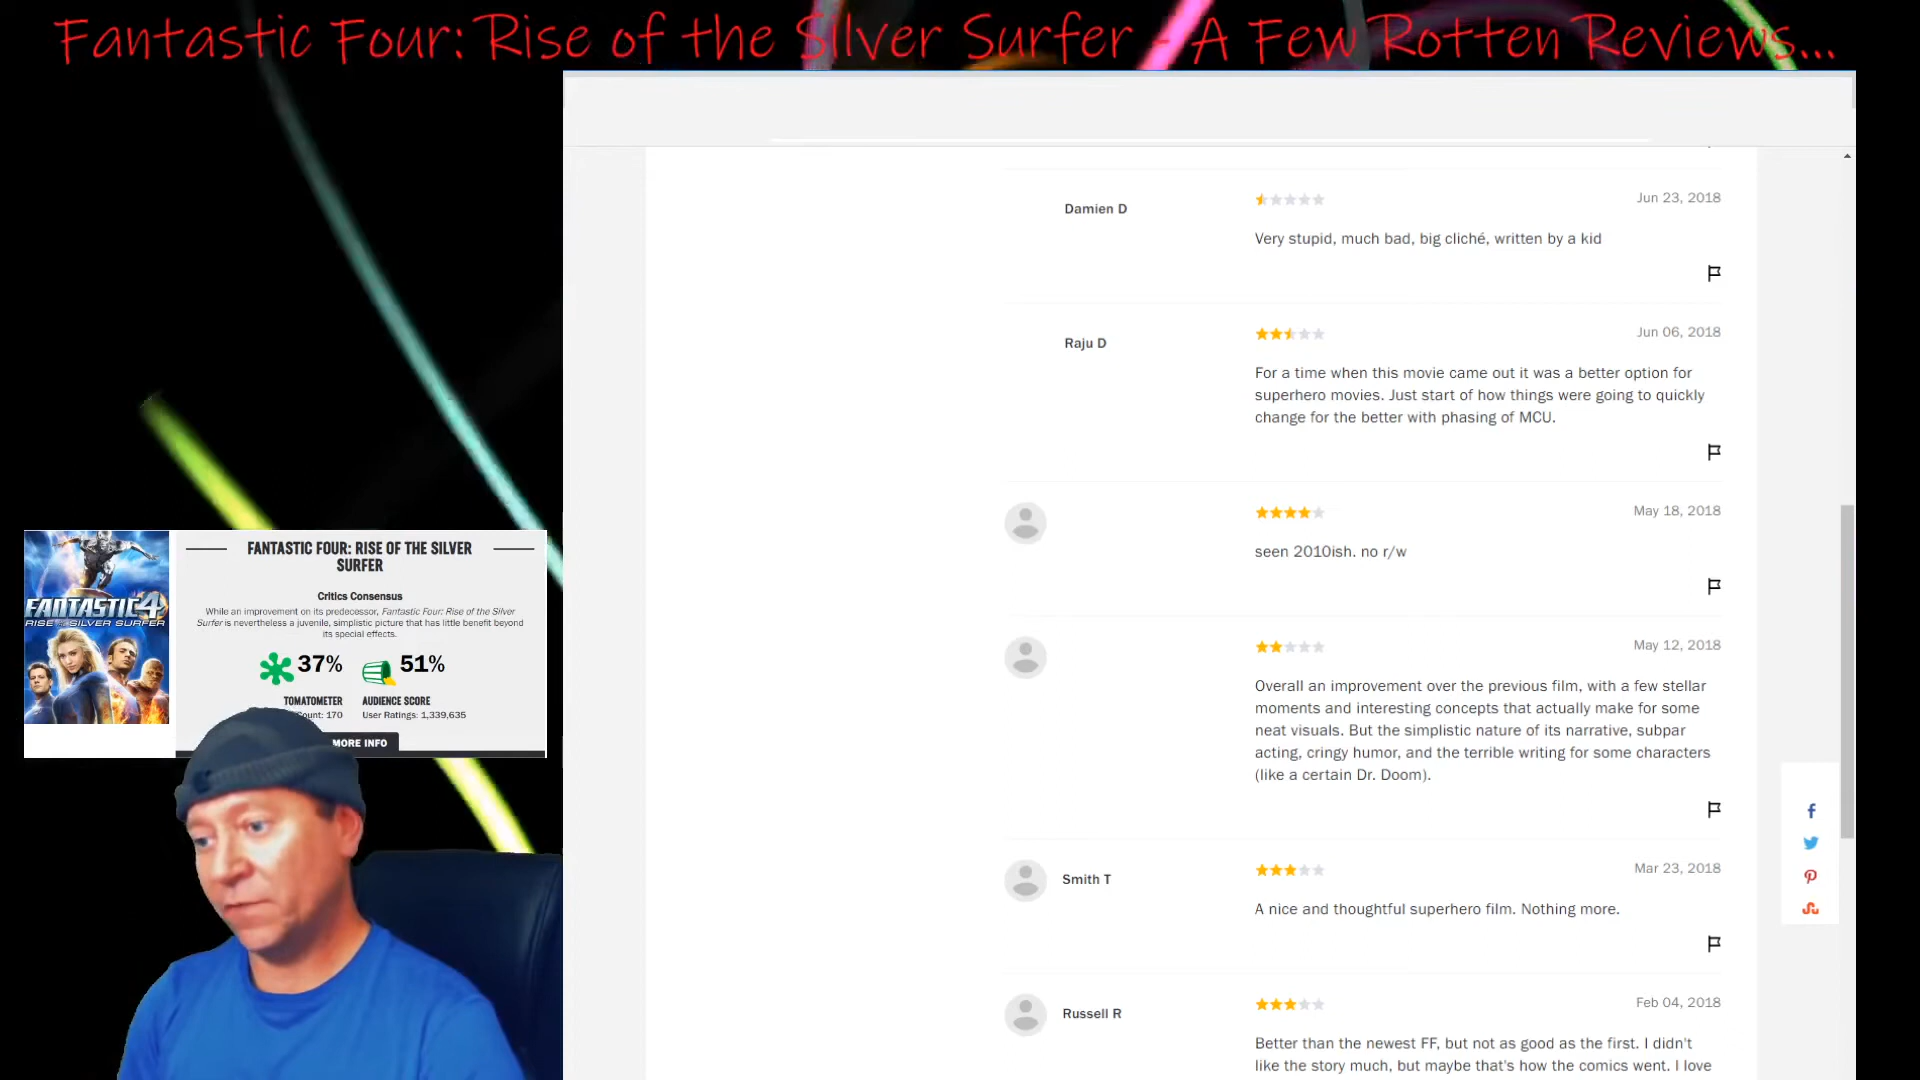 Fantastic Four: Rise of the Silver Surfer - A Few Rotten Reviews...
Damien D
Jun 23, 2018
Very stupid, much bad, big cliché, written by a kid
Raju D
Jun 06, 2018
For a time when this movie came out it was a better option for
superhero movies. Just start of how things were going to quickly
change for the better with phasing of MCU.
May 18, 2018
seen 2010ish. no r/w
May 12, 2018
Overall an improvement over the previous film, with a few stellar
moments and interesting concepts that actually make for some
neat visuals. But the simplistic nature of its narrative, subpar
acting, cringy humor, and the terrible writing for some characters
(like a certain Dr. Doom).
Smith T
Mar 23, 2018
A nice and thoughtful superhero film. Nothing more.
Russell R
Feb 04, 2018
Better than the newest FF, but not as good as the first. I didn't
like the story much, but maybe that's how the comics went. I love
FANTASTIC 4
RISE OF THE SILVER SURFER
FANTASTIC FOUR: RISE OF THE SILVER
SURFER
Critics Consensus
While an improvement on its predecessor, Fantastic Four: Rise of the Silver
Surfer is nevertheless a juvenile, simplistic picture that has little benefit beyond
its special effects.
37%
51%
TOMATOMETER
AUDIENCE SCORE
ount: 170
User Ratings: 1,339,635
MORE INFO